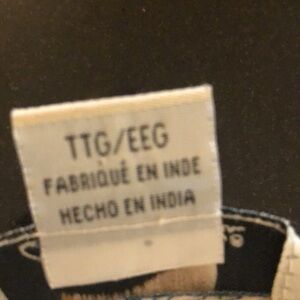 TTG/EEG
FABRIQUÉ EN INDE
HECHO EN INDIA